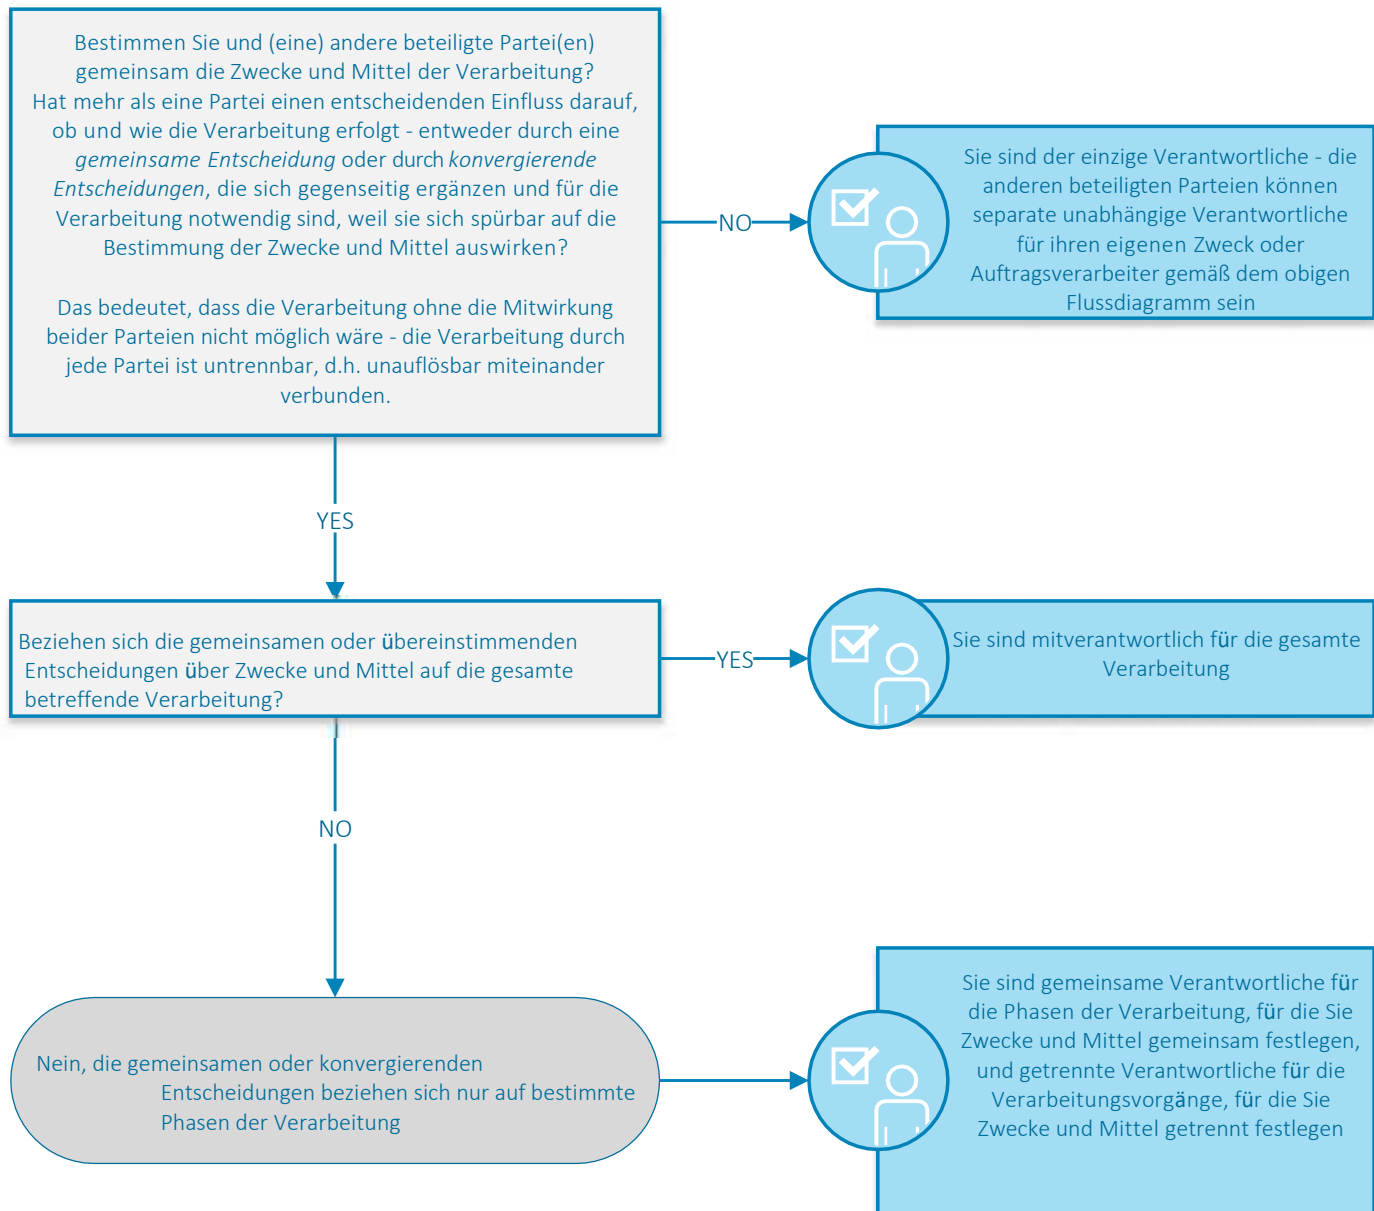 Bestimmen Sie und (eine) andere beteiligte Partei(en)
gemeinsam die Zwecke und Mittel der Verarbeitung?
Hat mehr als eine Partei einen entscheidenden Einfluss darauf,
ob und wie die Verarbeitung erfolgt - entweder durch eine
gemeinsame Entscheidung oder durch konvergierende
Entscheidungen, die sich gegenseitig ergänzen und für die
Verarbeitung notwendig sind, weil sie sich spürbar auf die
Bestimmung der Zwecke und Mittel auswirken?
Das bedeutet, dass die Verarbeitung ohne die Mitwirkung
beider Parteien nicht möglich wäre - die Verarbeitung durch
jede Partei ist untrennbar, d.h. unauflösbar miteinander
verbunden.
NO
Sie sind der einzige Verantwortliche - die
anderen beteiligten Parteien können
separate unabhängige Verantwortliche
für ihren eigenen Zweck oder
Auftragsverarbeiter gemäß dem obigen
Flussdiagramm sein
YES
Beziehen sich die gemeinsamen oder übereinstimmenden
Entscheidungen über Zwecke und Mittel auf die gesamte
betreffende Verarbeitung?
YES
Sie sind mitverantwortlich für die gesamte
Verarbeitung
NO
Nein, die gemeinsamen oder konvergierenden
Entscheidungen beziehen sich nur auf bestimmte
Phasen der Verarbeitung
Sie sind gemeinsame Verantwortliche für
die Phasen der Verarbeitung, für die Sie
Zwecke und Mittel gemeinsam festlegen,
und getrennte Verantwortliche für die
Verarbeitungsvorgänge, für die Sie
Zwecke und Mittel getrennt festlegen